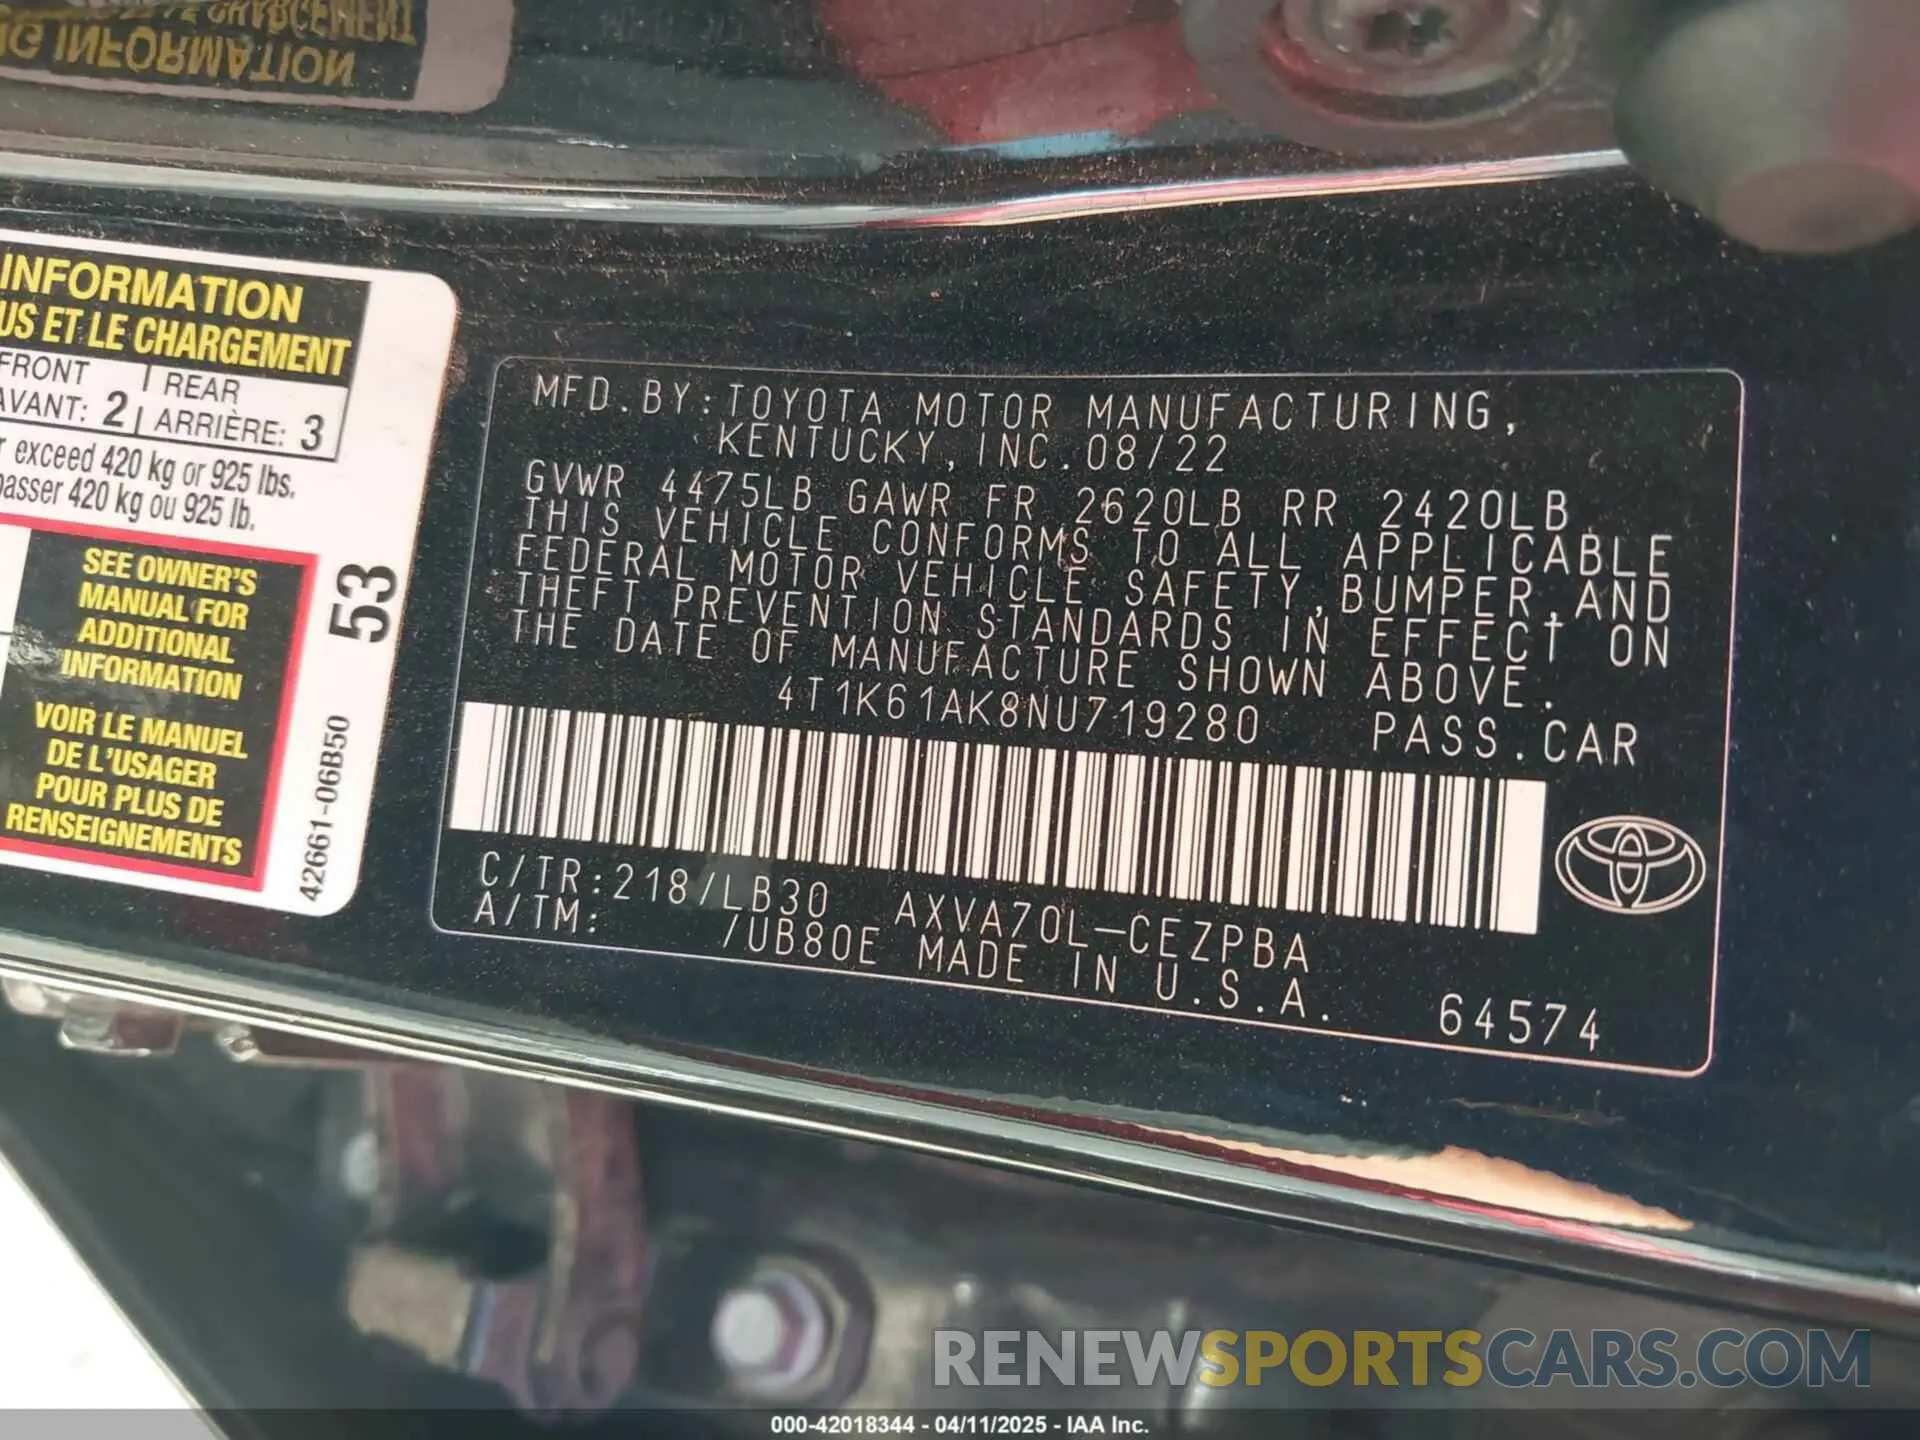 CHARGEMENT
G INFORMATION
INFORMATION
US ET LE CHARGEMENT
FRONT REAR
AVANT: 2 ARRIÈRE: 3
exceed 420 kg or 925 lbs.
passer 420 kg ou 925 lb.
SEE OWNER'S
MANUAL FOR
ADDITIONAL
INFORMATION
VOIR LE MANUEL
DE L'USAGER
POUR PLUS DE
RENSEIGNEMENTS
53
42661-06B50
MFD.BY:TOYOTA MOTOR MANUFACTURING,
KENTUCKY,INC.08/22
GVWR 4475LB GAWR FR 2620LB RR 2420LB
THIS VEHICLE CONFORMS TO ALL APPLICABLE
FEDERAL MOTOR VEHICLE SAFETY,BUMPER,AND
THEFT PREVENTION STANDARDS IN EFFECT ON
THE DATE OF MANUFACTURE SHOWN ABOVE.
4T1K61AK8NU719280 PASS.CAR
C/TR:218/LB30 AXVA70L-CEZPBA
A/TM: /UB80E MADE IN U.S.A.
64574
RENEWSPORTSCARS.COM
000-42018344 - 04/11/2025 - IAA Inc.